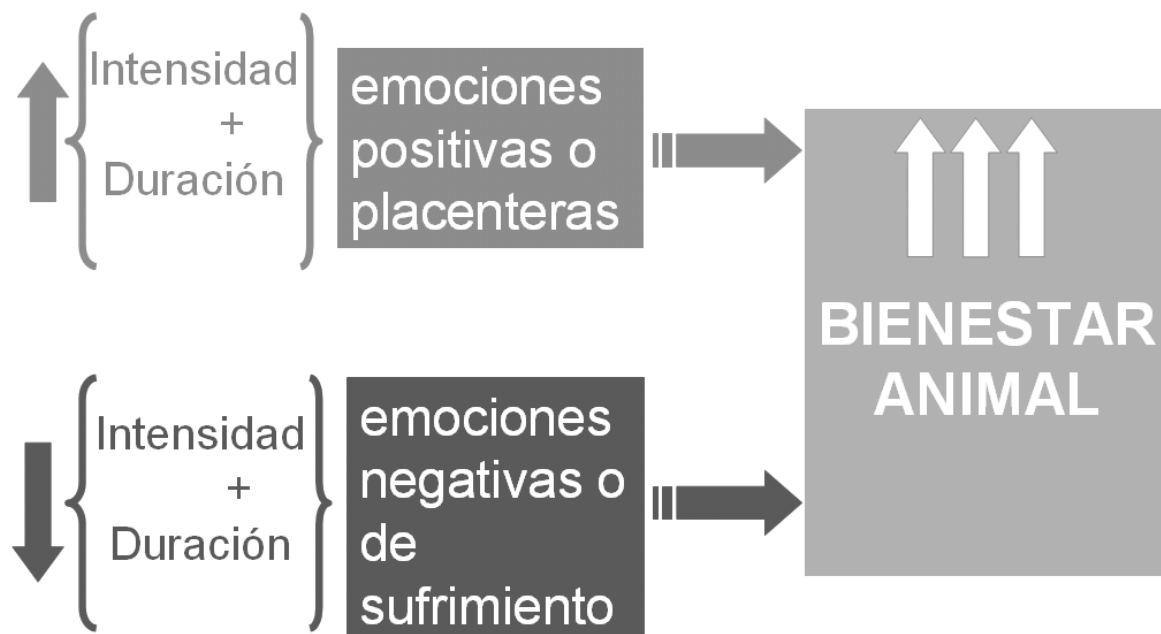 Intensidad
+
Duración
emociones
positivas o
placenteras
Intensidad
+
Duración
emociones
negativas o
de
sufrimiento
BIENESTAR
ANIMAL